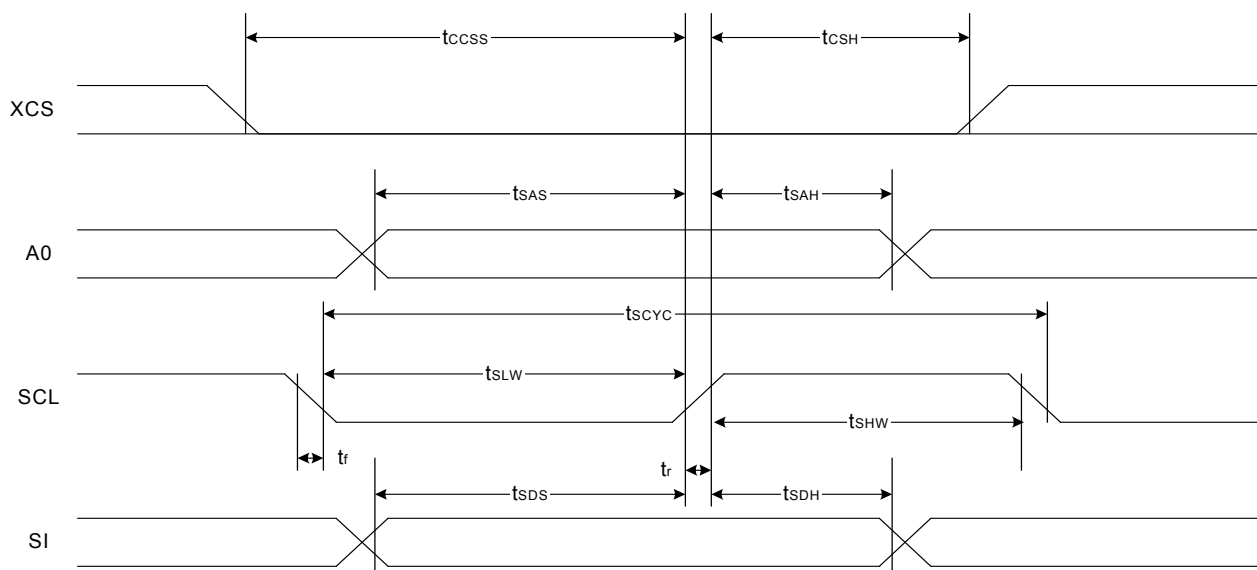 tCCSS tCSH
XCS
tSAS tSAH
A0
tSCYC
SCL
tSLW
tSHW
tf tr
tSDS tSDH
SI